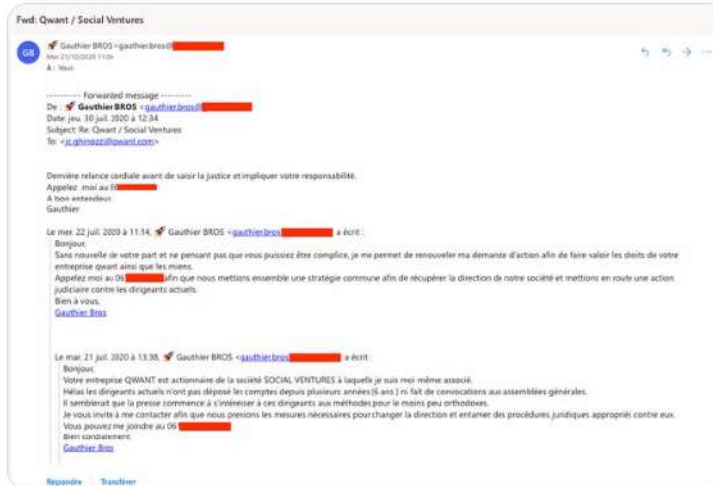 Fwd: Qwant / Social Ventures
GB
🚀 Gauthier BROS <gauthier.bros@
Mer 21/10/2020 11:04
À : Vous
---------- Forwarded message ---------
De : 🚀 Gauthier BROS <gauthier.bros@
Date: jeu. 30 juil. 2020 à 12:34
Subject: Re: Qwant / Social Ventures
To: <jc.ghinozzi@qwant.com>
Dernière relance cordiale avant de saisir la justice et impliquer votre responsabilité.
Appelez moi au 06
A bon entendeur
Gauthier
Le mer. 22 juil. 2020 à 11:14, 🚀 Gauthier BROS <gauthier.bros a écrit :
Bonjour,
Sans nouvelle de votre part et ne pensant pas que vous puissiez être complice, je me permet de renouveler ma demande d'action afin de faire valoir les droits de votre
entreprise qwant ainsi que les miens.
Appelez moi au 06 afin que nous mettions ensemble une stratégie commune afin de récupérer la direction de notre société et mettions en route une action
judiciaire contre les dirigeants actuels.
Bien à vous,
Gauthier Bros
Le mar. 21 juil. 2020 à 13:38, 🚀 Gauthier BROS <gauthier.bros a écrit :
Bonjour,
Votre entreprise QWANT est actionnaire de la société SOCIAL VENTURES à laquelle je suis moi même associé.
Hélas les dirigeants actuels n'ont pas déposé les comptes depuis plusieurs années (6 ans ) ni fait de convocations aux assemblées générales.
Il semblerait que la presse commence à s'intéreiser à ces dirigeants aux méthodes pour le moins peu orthodoxes.
Je vous invite à me contacter afin que nous prenions les mesures nécessaires pour changer la direction et entamer des procédures juridiques appropriés contre eux.
Vous pouvez me joindre au 06
Bien cordialement
Gauthier Bros
Répondre
Transférer